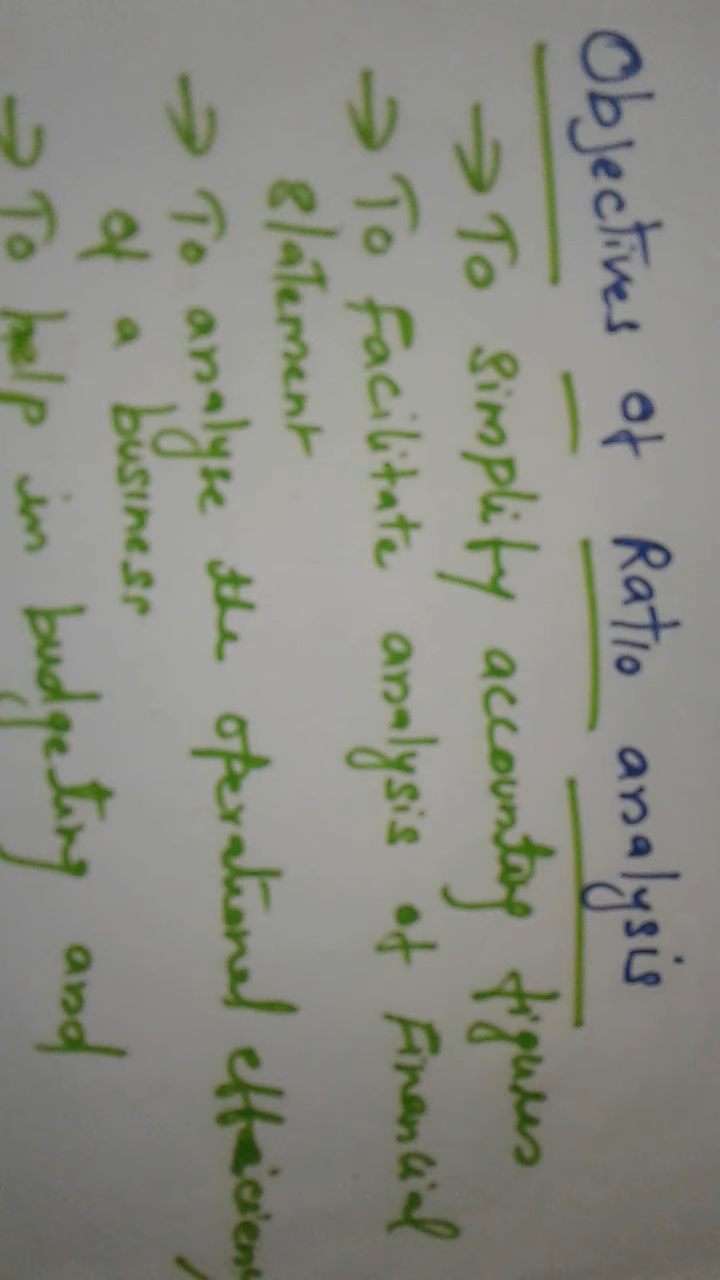 Objectives of Ratio analysis
→ To simplify accounting figures
→ To facilitate analysis of Financial
statement
→ To analyse the operational efficiency
of a business
→ To help in budgeting and